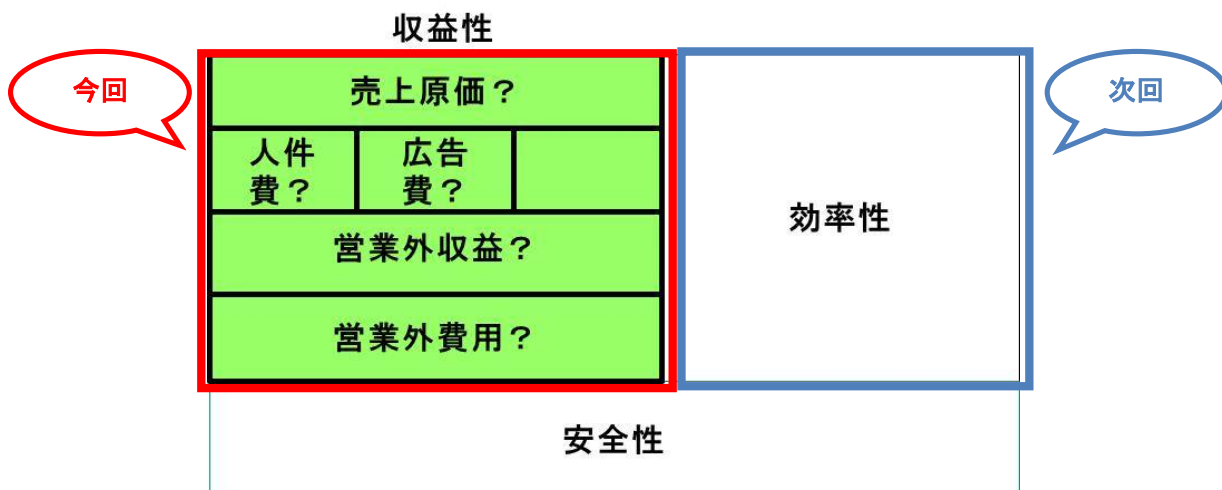 収益性
今回
売上原価？
次回
人件
費？
広告
費？
効率性
営業外収益？
営業外費用？
安全性